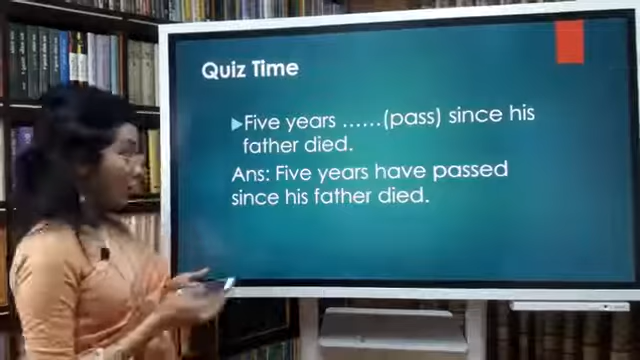 Quiz Time
Five years ......(pass) since his
father died.
Ans: Five years have passed
since his father died.